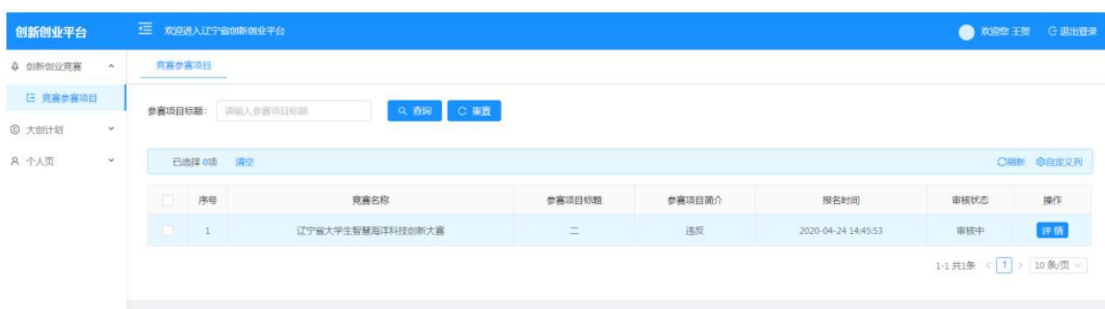 创新创业平台
欢迎进入辽宁省创新创业平台
欢迎您 王贺
退出登录
创新创业竞赛
竞赛参赛项目
大创计划
个人页
竞赛参赛项目
参赛项目标题：
请输入参赛项目标题
查询
重置
已选择 0项 清空
刷新
自定义列
序号 竞赛名称 参赛项目标题 参赛项目简介 报名时间 审核状态 操作
1 辽宁省大学生智慧海洋科技创新大赛 二 违反 2020-04-24 14:45:53 审核中 详情
1-1 共1条 < 1 > 10 条/页